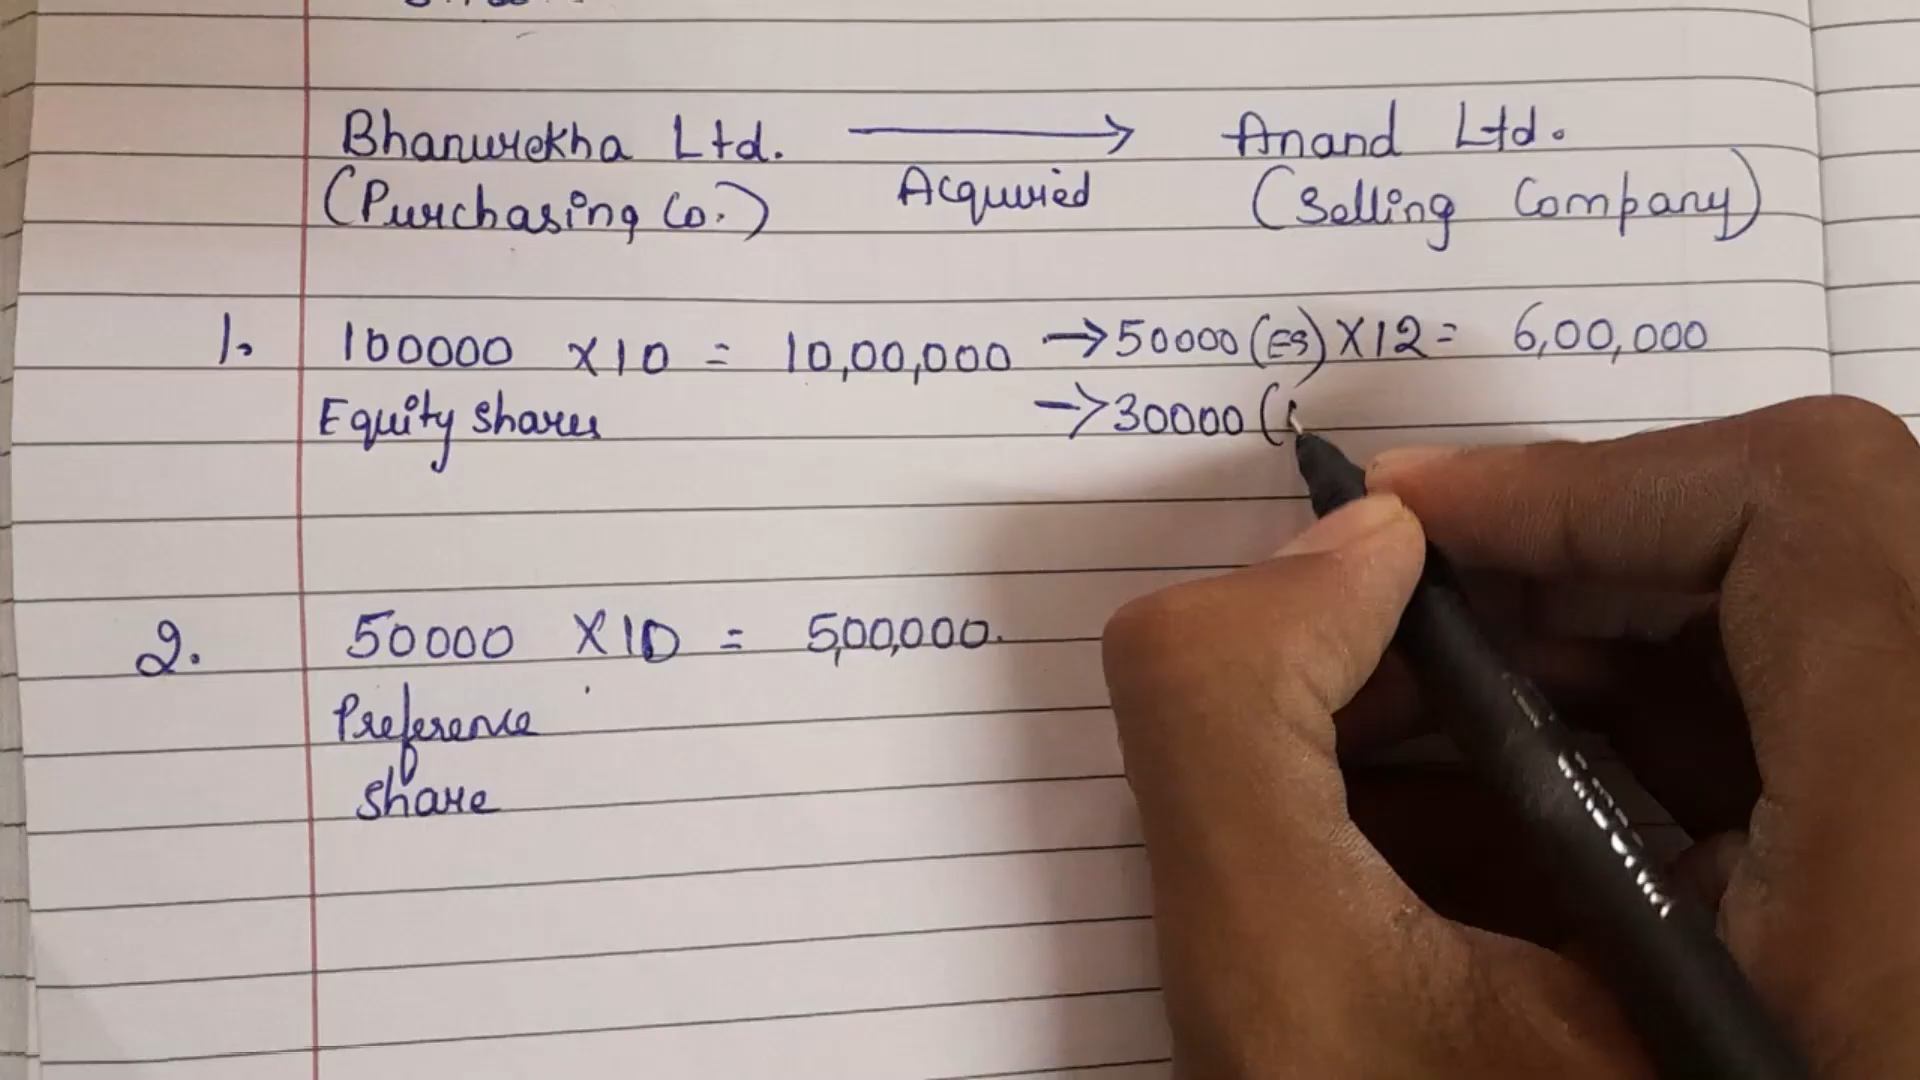 Bhanurekha Ltd. → Anand Ltd.
(Purchasing Co.) Acquried (Selling Company)
1. 100000 X10 = 10,00,000 →50000 (ES) X12 = 6,00,000
Equity shares →30000 (
2. 50000 X10 = 5,00,000.
Preference
share